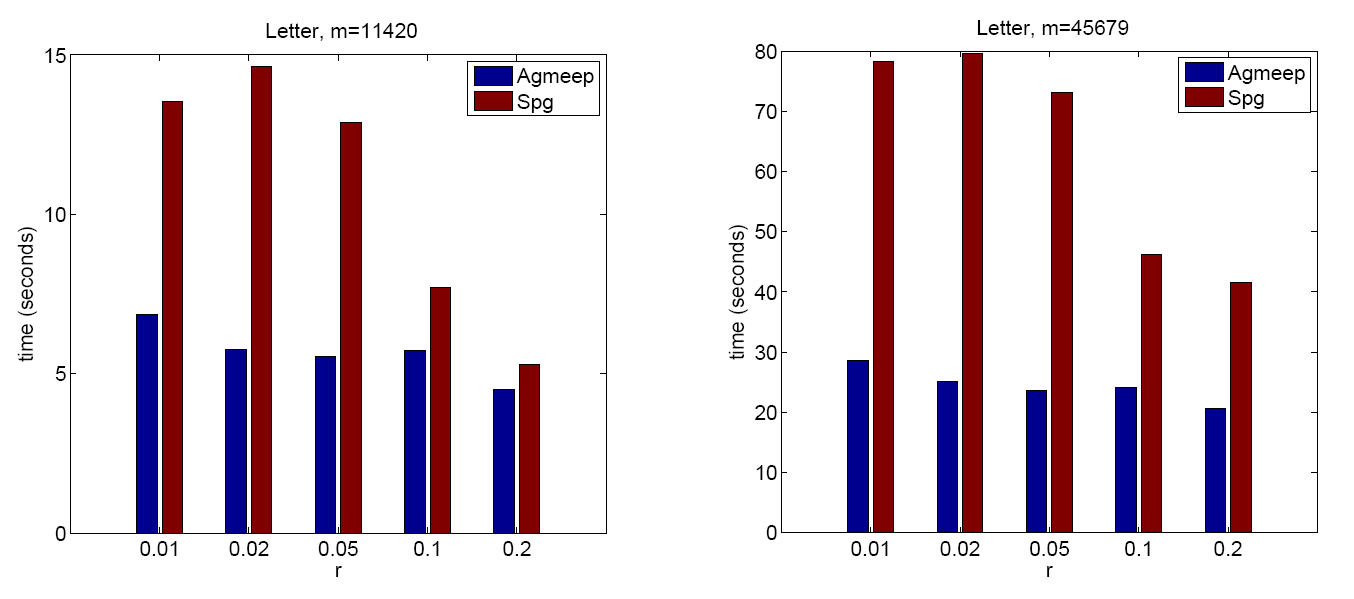 Letter, m=11420
15
10
5
0
time (seconds)
Agmeep
Spg
0.01 0.02 0.05 0.1 0.2
r
Letter, m=45679
80
70
60
50
40
30
20
10
0
time (seconds)
Agmeep
Spg
0.01 0.02 0.05 0.1 0.2
r